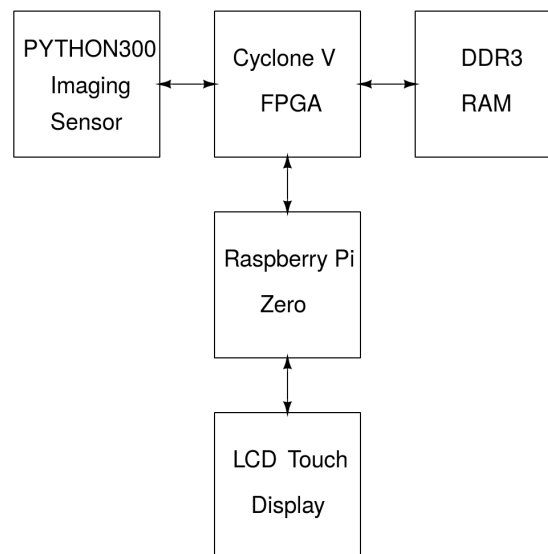 PYTHON300
Imaging
Sensor
Cyclone V
FPGA
DDR3
RAM
Raspberry Pi
Zero
LCD Touch
Display